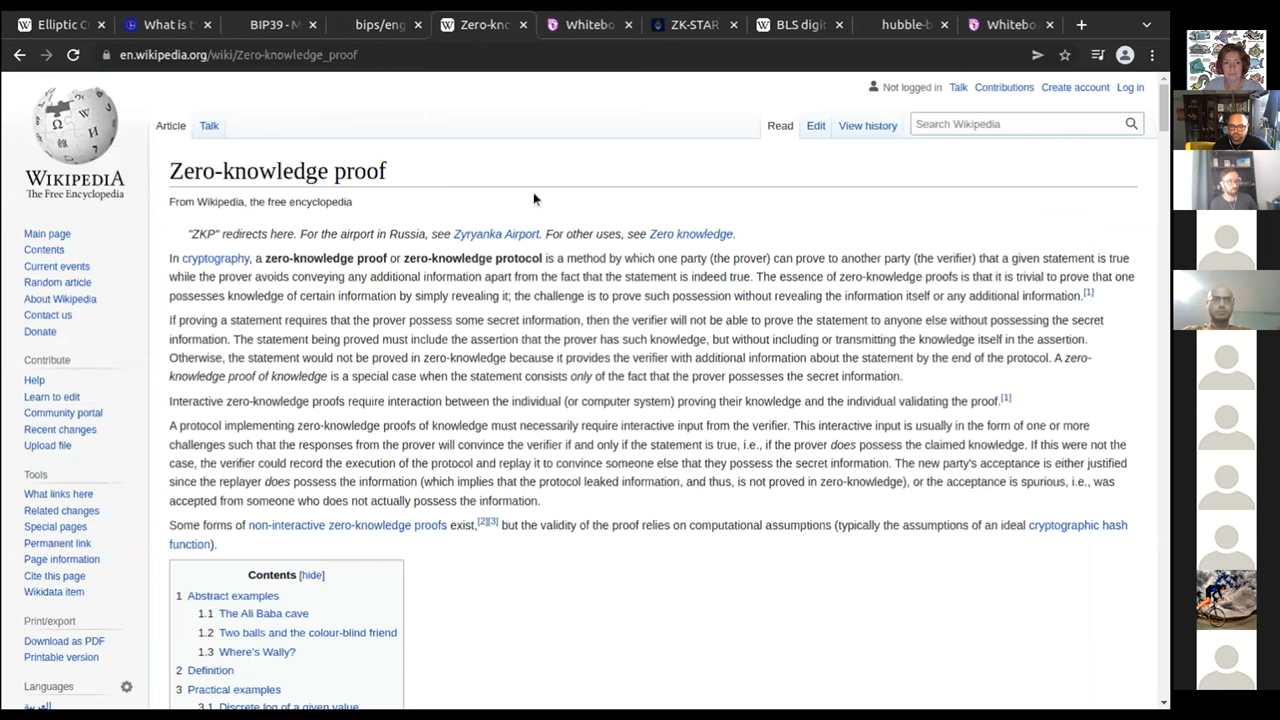 Elliptic C
What is t
BIP39 - M
bips/eng
Zero-kno
Whitebo
ZK-STAR
BLS digit
hubble-b
Whitebo
en.wikipedia.org/wiki/Zero-knowledge_proof
Not logged in Talk Contributions Create account Log in
Article Talk Read Edit View history Search Wikipedia
WIKIPEDIA
The Free Encyclopedia
Main page
Contents
Current events
Random article
About Wikipedia
Contact us
Donate
Contribute
Help
Learn to edit
Community portal
Recent changes
Upload file
Tools
What links here
Related changes
Special pages
Permanent link
Page information
Cite this page
Wikidata item
Print/export
Download as PDF
Printable version
Languages
العربية
Zero-knowledge proof
From Wikipedia, the free encyclopedia
"ZKP" redirects here. For the airport in Russia, see Zyryanka Airport. For other uses, see Zero knowledge.
In cryptography, a zero-knowledge proof or zero-knowledge protocol is a method by which one party (the prover) can prove to another party (the verifier) that a given statement is true
while the prover avoids conveying any additional information apart from the fact that the statement is indeed true. The essence of zero-knowledge proofs is that it is trivial to prove that one
possesses knowledge of certain information by simply revealing it; the challenge is to prove such possession without revealing the information itself or any additional information.[1]
If proving a statement requires that the prover possess some secret information, then the verifier will not be able to prove the statement to anyone else without possessing the secret
information. The statement being proved must include the assertion that the prover has such knowledge, but without including or transmitting the knowledge itself in the assertion.
Otherwise, the statement would not be proved in zero-knowledge because it provides the verifier with additional information about the statement by the end of the protocol. A zero-
knowledge proof of knowledge is a special case when the statement consists only of the fact that the prover possesses the secret information.
Interactive zero-knowledge proofs require interaction between the individual (or computer system) proving their knowledge and the individual validating the proof.[1]
A protocol implementing zero-knowledge proofs of knowledge must necessarily require interactive input from the verifier. This interactive input is usually in the form of one or more
challenges such that the responses from the prover will convince the verifier if and only if the statement is true, i.e., if the prover does possess the claimed knowledge. If this were not the
case, the verifier could record the execution of the protocol and replay it to convince someone else that they possess the secret information. The new party's acceptance is either justified
since the replayer does possess the information (which implies that the protocol leaked information, and thus, is not proved in zero-knowledge), or the acceptance is spurious, i.e., was
accepted from someone who does not actually possess the information.
Some forms of non-interactive zero-knowledge proofs exist,[2][3] but the validity of the proof relies on computational assumptions (typically the assumptions of an ideal cryptographic hash
function).
Contents [hide]
1 Abstract examples
1.1 The Ali Baba cave
1.2 Two balls and the colour-blind friend
1.3 Where's Wally?
2 Definition
3 Practical examples
3.1 Discrete log of a given value